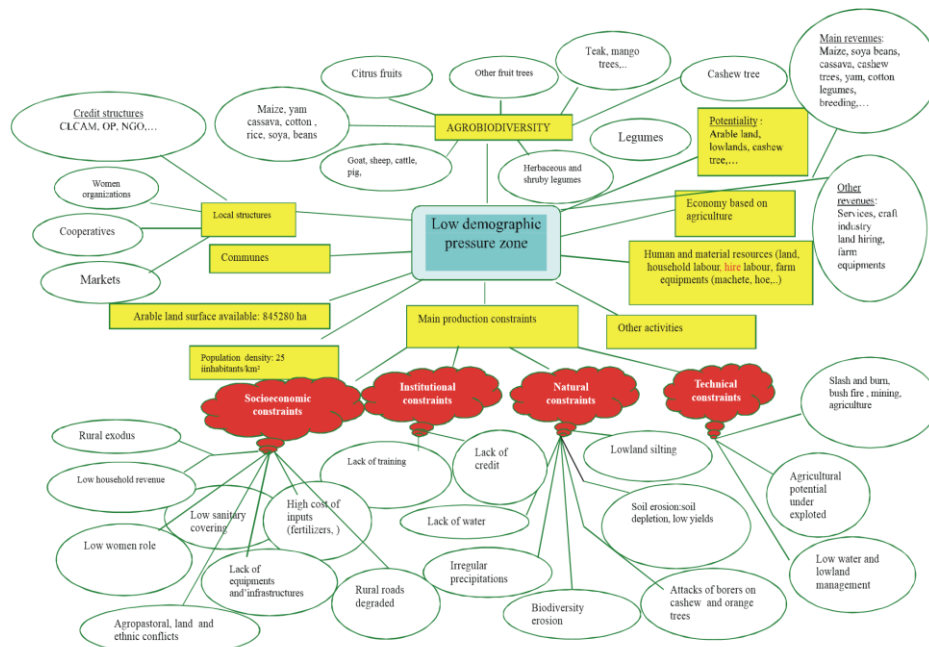 Main revenues:
Maize, soya beans,
cassava, cashew
trees, yam, cotton
legumes,
breeding,…
Teak, mango
trees,..
Other fruit trees
Citrus fruits
Cashew tree
Credit structures
CLCAM, OP, NGO,…
Maize, yam
cassava, cotton ,
rice, soya, beans
AGROBIODIVERSITY
Potentiality :
Arable land,
lowlands, cashew
tree,…
Legumes
Goat, sheep, cattle,
pig,
Herbaceous and
shruby legumes
Women
organizations
Other
revenues:
Services, craft
industry
land hiring,
farm
equipments
Local structures
Low demographic
pressure zone
Economy based on
agriculture
Cooperatives
Communes
Human and material resources (land,
household labour, hire labour, farm
equipments (machete, hoe,..)
Markets
Arable land surface available: 845280 ha
Main production constraints
Other activities
Population density: 25
iinhabitants/km²
Socioeconomic
constraints
Institutional
constraints
Natural
constraints
Technical
constraints
Slash and burn,
bush fire , mining,
agriculture
Rural exodus
Lack of training
Lack of
credit
Lowland silting
Low household revenue
Agricultural
potential
under
exploted
Low sanitary
covering
High cost of
inputs
(fertilizers, )
Lack of water
Soil erosion:soil
depletion, low yields
Low women role
Lack of
equipments
and'infrastructures
Irregular
precipitations
Low water and
lowland
management
Rural roads
degraded
Biodiversity
erosion
Attacks of borers on
cashew and orange
trees
Agropastoral, land and
ethnic conflicts